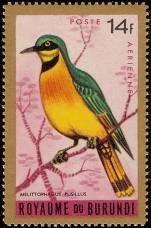 POSTE
AERIENNE
14F
MELITTOPHAGUS PUSILLUS
ROYAUME DU BURUNDI